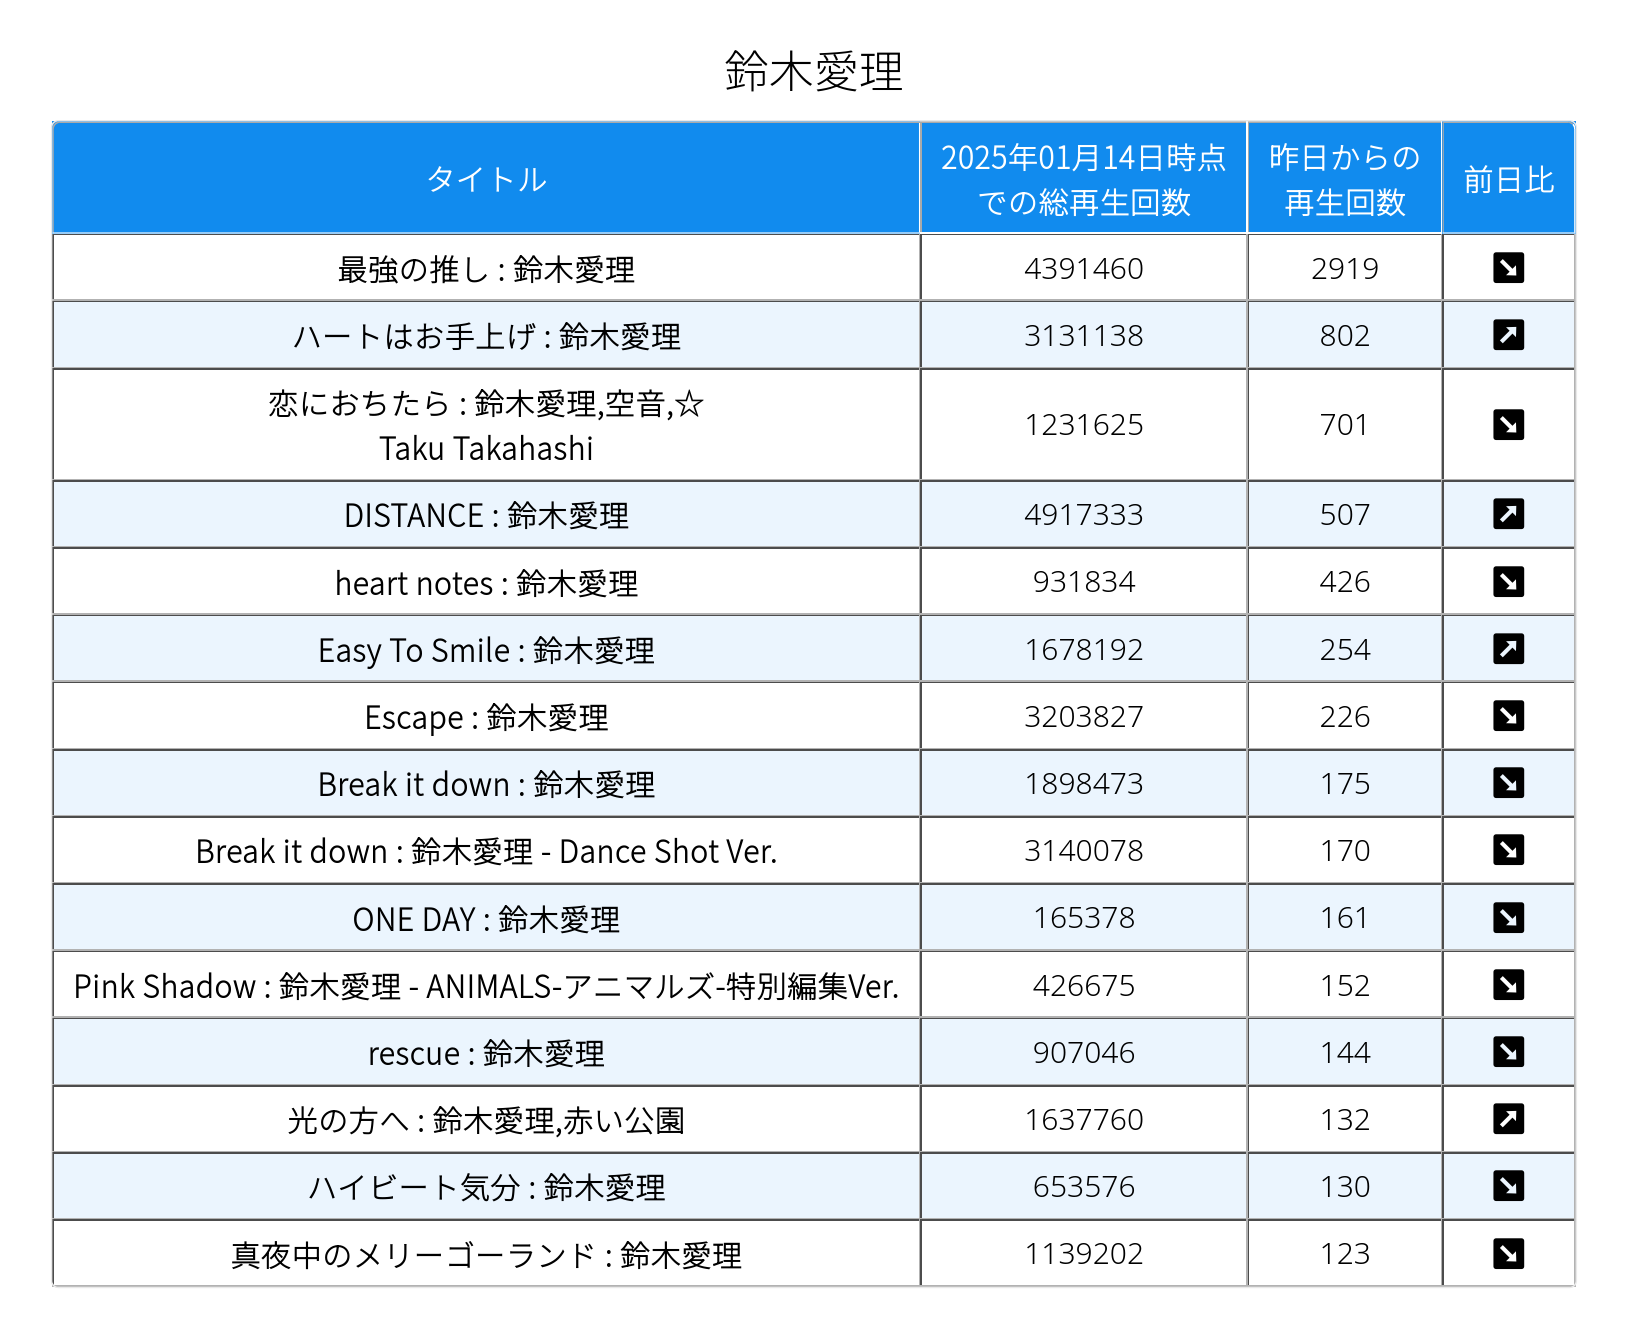 鈴木愛理
タイトル
2025年01月14日時点
での総再生回数
昨日からの
再生回数
前日比
最強の推し : 鈴木愛理 4391460 2919
ハートはお手上げ : 鈴木愛理 3131138 802
恋におちたら : 鈴木愛理,空音,☆
Taku Takahashi 1231625 701
DISTANCE : 鈴木愛理 4917333 507
heart notes : 鈴木愛理 931834 426
Easy To Smile : 鈴木愛理 1678192 254
Escape : 鈴木愛理 3203827 226
Break it down : 鈴木愛理 1898473 175
Break it down : 鈴木愛理 - Dance Shot Ver. 3140078 170
ONE DAY : 鈴木愛理 165378 161
Pink Shadow : 鈴木愛理 - ANIMALS-アニマルズ-特別編集Ver. 426675 152
rescue : 鈴木愛理 907046 144
光の方へ : 鈴木愛理,赤い公園 1637760 132
ハイビート気分 : 鈴木愛理 653576 130
真夜中のメリーゴーランド : 鈴木愛理 1139202 123